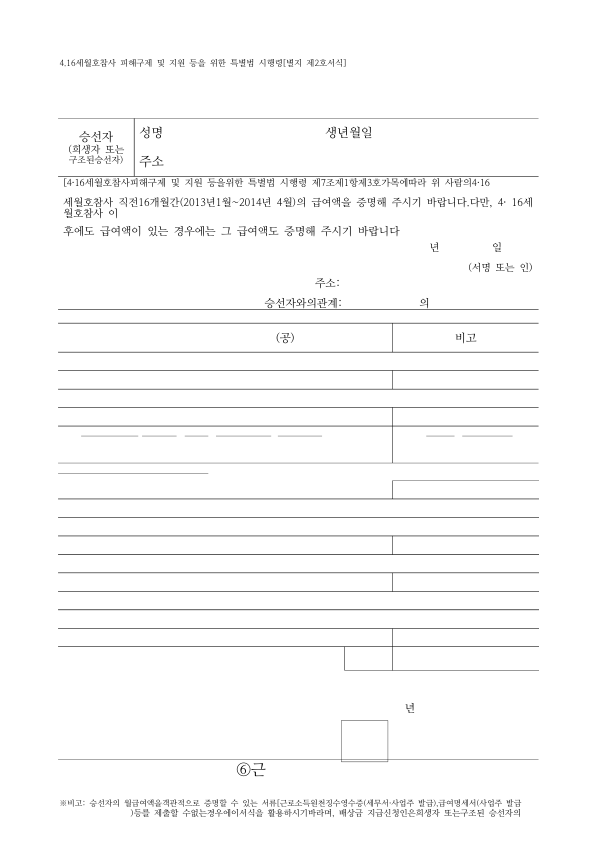 4.16세월호참사 피해구제 및 지원 등을 위한 특별법 시행령[별지 제2호서식]
승선자
(희생자 또는
구조된승선자)
성명 생년월일
주소
[4·16세월호참사피해구제 및 지원 등을위한 특별법 시행령 제7조제1항제3호가목에따라 위 사람의4·16
세월호참사 직전16개월간(2013년1월~2014년 4월)의 급여액을 증명해 주시기 바랍니다.다만, 4· 16세
월호참사 이
후에도 급여액이 있는 경우에는 그 급여액도 증명해 주시기 바랍니다
년 일
(서명 또는 인)
주소:
승선자와의관계: 의
(공) 비고
년
⑥근
※비고: 승선자의 월급여액을객관적으로 증명할 수 있는 서류[근로소득원천징수영수증(세무서·사업주 발급),급여명세서(사업주 발급
)등를 제출할 수없는경우에이서식을 활용하시기바라며, 배상금 지급신청인은희생자 또는구조된 승선자의